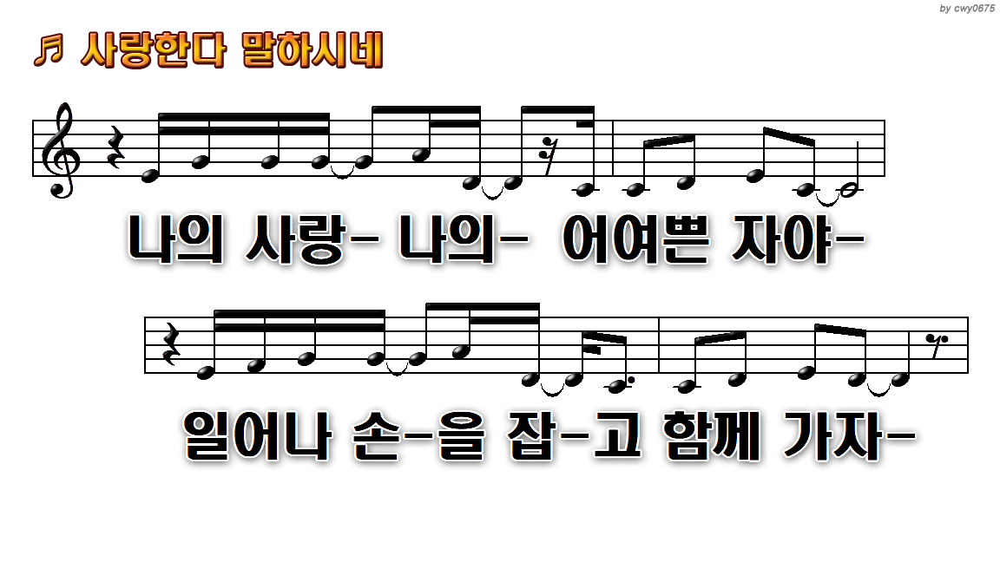 by cwy0675
♬ 사랑한다 말하시네
나의 사랑- 나의- 어여쁜 자야-
일어나 손-을 잡-고 함께 가자-